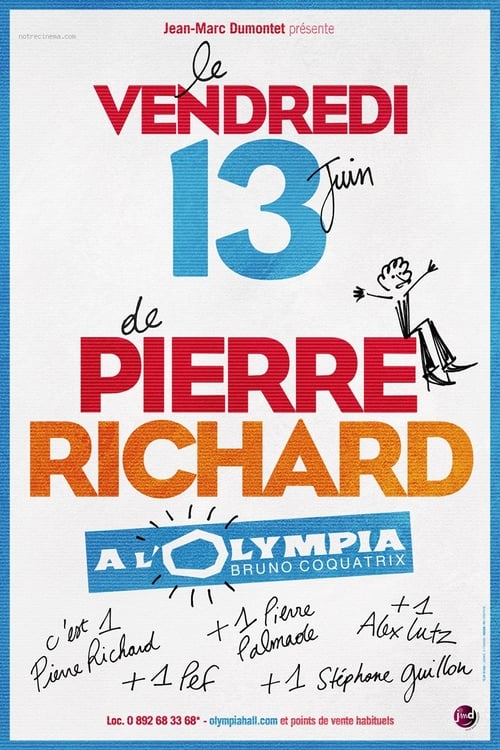 Jean-Marc Dumontet présente
notrecinema.com
le
VENDREDI
13
Juin
de
PIERRE
RICHARD
A L'OLYMPIA
BRUNO COQUATRIX
c'est 1
Pierre Richard
+ 1 Pierre
Palmade
+ 1
Alex Lutz
+ 1 Pef
+ 1 Stéphone Guillon
Loc. 0 892 68 33 68* - olympiahall.com et points de vente habituels
jmd